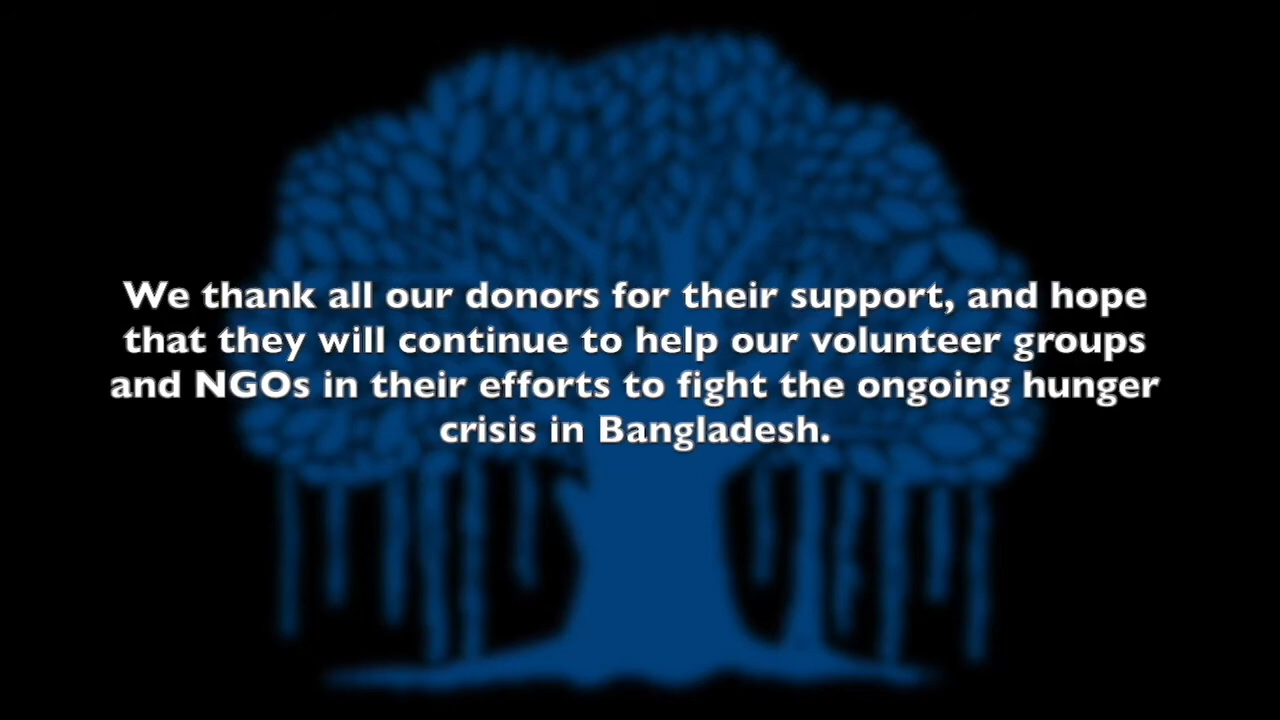 We thank all our donors for their support, and hope
that they will continue to help our volunteer groups
and NGOs in their efforts to fight the ongoing hunger
crisis in Bangladesh.